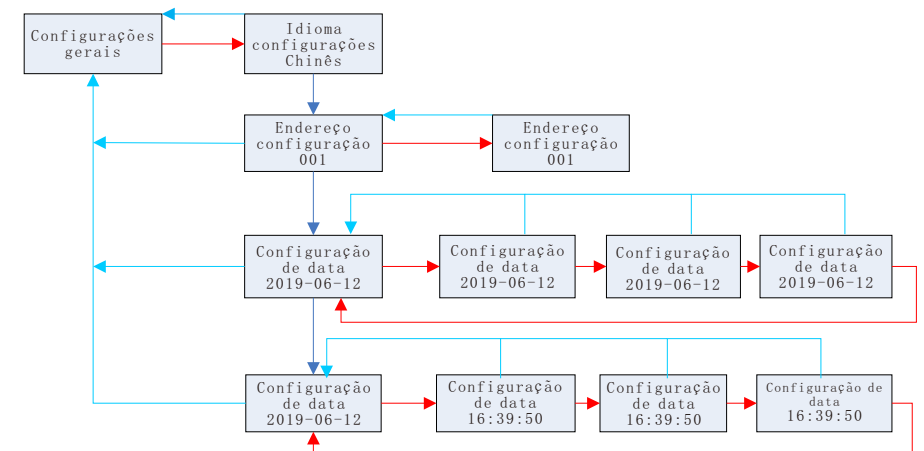 Configurações
gerais
Idioma
configurações
Chinês
Endereço
configuração
001
Endereço
configuração
001
Configuração
de data
2019-06-12
Configuração
de data
2019-06-12
Configuração
de data
2019-06-12
Configuração
de data
2019-06-12
Configuração
de data
2019-06-12
Configuração
de data
16:39:50
Configuração
de data
16:39:50
Configuração de
data
16:39:50